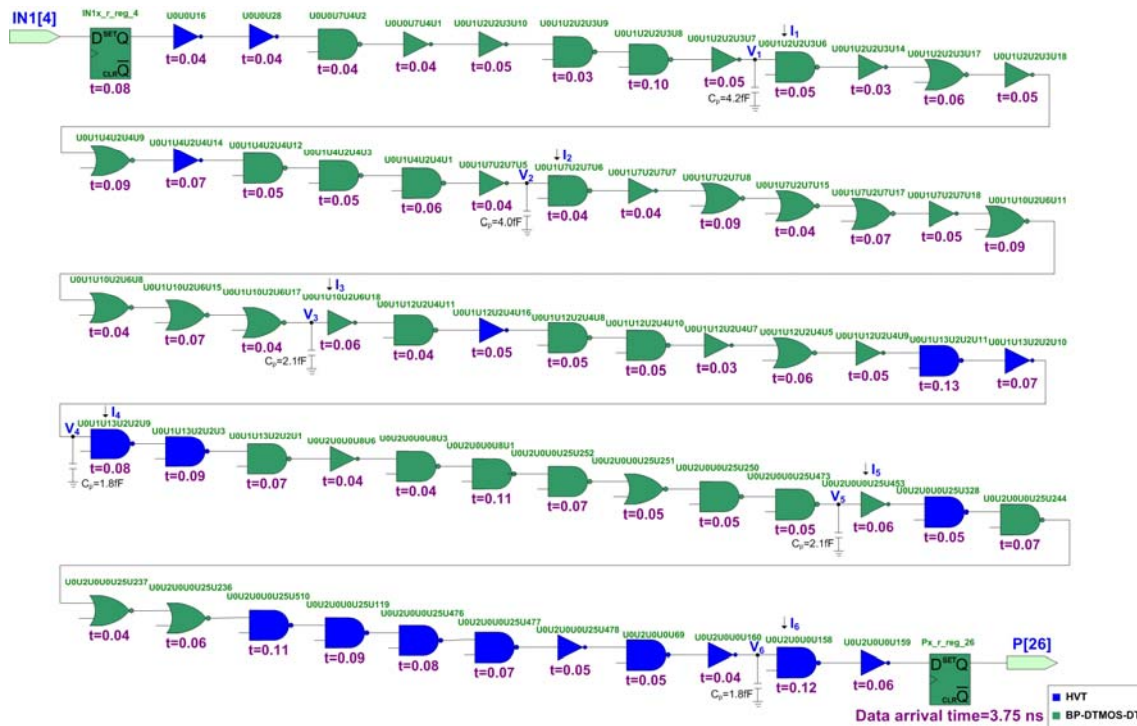 IN1[4]
IN1x_r_reg_4
D SET Q
CLR Q
t=0.08
U0U0U16
t=0.04
U0U0U28
t=0.04
U0U0U7U4U2
t=0.04
U0U0U7U4U1
t=0.04
U0U1U2U2U3U10
t=0.05
U0U1U2U2U3U9
t=0.03
U0U1U2U2U3U8
t=0.10
U0U1U2U2U3U7
t=0.05
V1
Cp=4.2fF
I1
U0U1U2U2U3U6
t=0.05
U0U1U2U2U3U14
t=0.03
U0U1U2U2U3U17
t=0.06
U0U1U2U2U3U18
t=0.05
U0U1U4U2U4U9
t=0.09
U0U1U4U2U4U14
t=0.07
U0U1U4U2U4U12
t=0.05
U0U1U4U2U4U3
t=0.05
U0U1U4U2U4U1
t=0.06
U0U1U7U2U7U5
t=0.04
V2
Cp=4.0fF
I2
U0U1U7U2U7U6
t=0.04
U0U1U7U2U7U7
t=0.04
U0U1U7U2U7U8
t=0.09
U0U1U7U2U7U15
t=0.04
U0U1U7U2U7U17
t=0.07
U0U1U7U2U7U18
t=0.05
U0U1U10U2U6U11
t=0.09
U0U1U10U2U6U8
t=0.04
U0U1U10U2U6U15
t=0.07
U0U1U10U2U6U17
t=0.04
V3
Cp=2.1fF
I3
U0U1U10U2U6U18
t=0.06
U0U1U12U2U4U11
t=0.04
U0U1U12U2U4U16
t=0.05
U0U1U12U2U4U8
t=0.05
U0U1U12U2U4U10
t=0.05
U0U1U12U2U4U7
t=0.03
U0U1U12U2U4U5
t=0.06
U0U1U12U2U4U9
t=0.05
U0U1U13U2U2U11
t=0.13
U0U1U13U2U2U10
t=0.07
V4
Cp=1.8fF
I4
U0U1U13U2U2U9
t=0.08
U0U1U13U2U2U3
t=0.09
U0U1U13U2U2U1
t=0.07
U0U2U0U0U8U6
t=0.04
U0U2U0U0U8U3
t=0.04
U0U2U0U0U8U1
t=0.11
U0U2U0U0U25U252
t=0.07
U0U2U0U0U25U251
t=0.05
U0U2U0U0U25U250
t=0.05
U0U2U0U0U25U473
t=0.05
V5
Cp=2.1fF
I5
U0U2U0U0U25U453
t=0.06
U0U2U0U0U25U328
t=0.05
U0U2U0U0U25U244
t=0.07
U0U2U0U0U25U237
t=0.04
U0U2U0U0U25U236
t=0.06
U0U2U0U0U25U510
t=0.11
U0U2U0U0U25U119
t=0.09
U0U2U0U0U25U476
t=0.08
U0U2U0U0U25U477
t=0.07
U0U2U0U0U25U478
t=0.05
U0U2U0U0U69
t=0.05
U0U2U0U0U160
t=0.04
V6
Cp=1.8fF
I6
U0U2U0U0U158
t=0.12
U0U2U0U0U159
t=0.06
Px_r_reg_26
D SET Q
CLR Q
P[26]
Data arrival time=3.75 ns
HVT
BP-DTMOS-DT